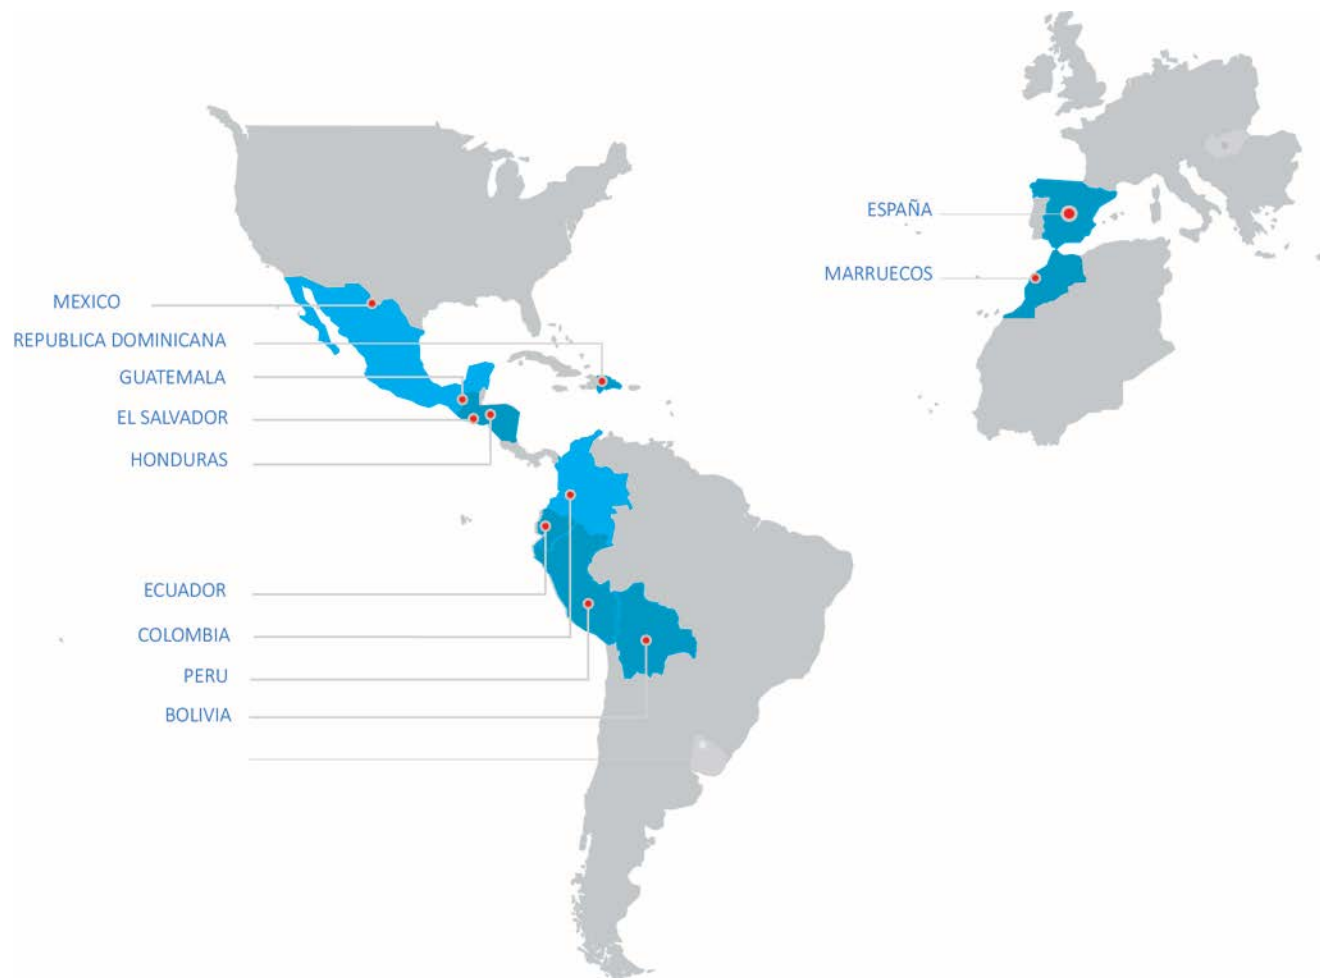 ESPAÑA
MARRUECOS
MEXICO
REPUBLICA DOMINICANA
GUATEMALA
EL SALVADOR
HONDURAS
ECUADOR
COLOMBIA
PERU
BOLIVIA